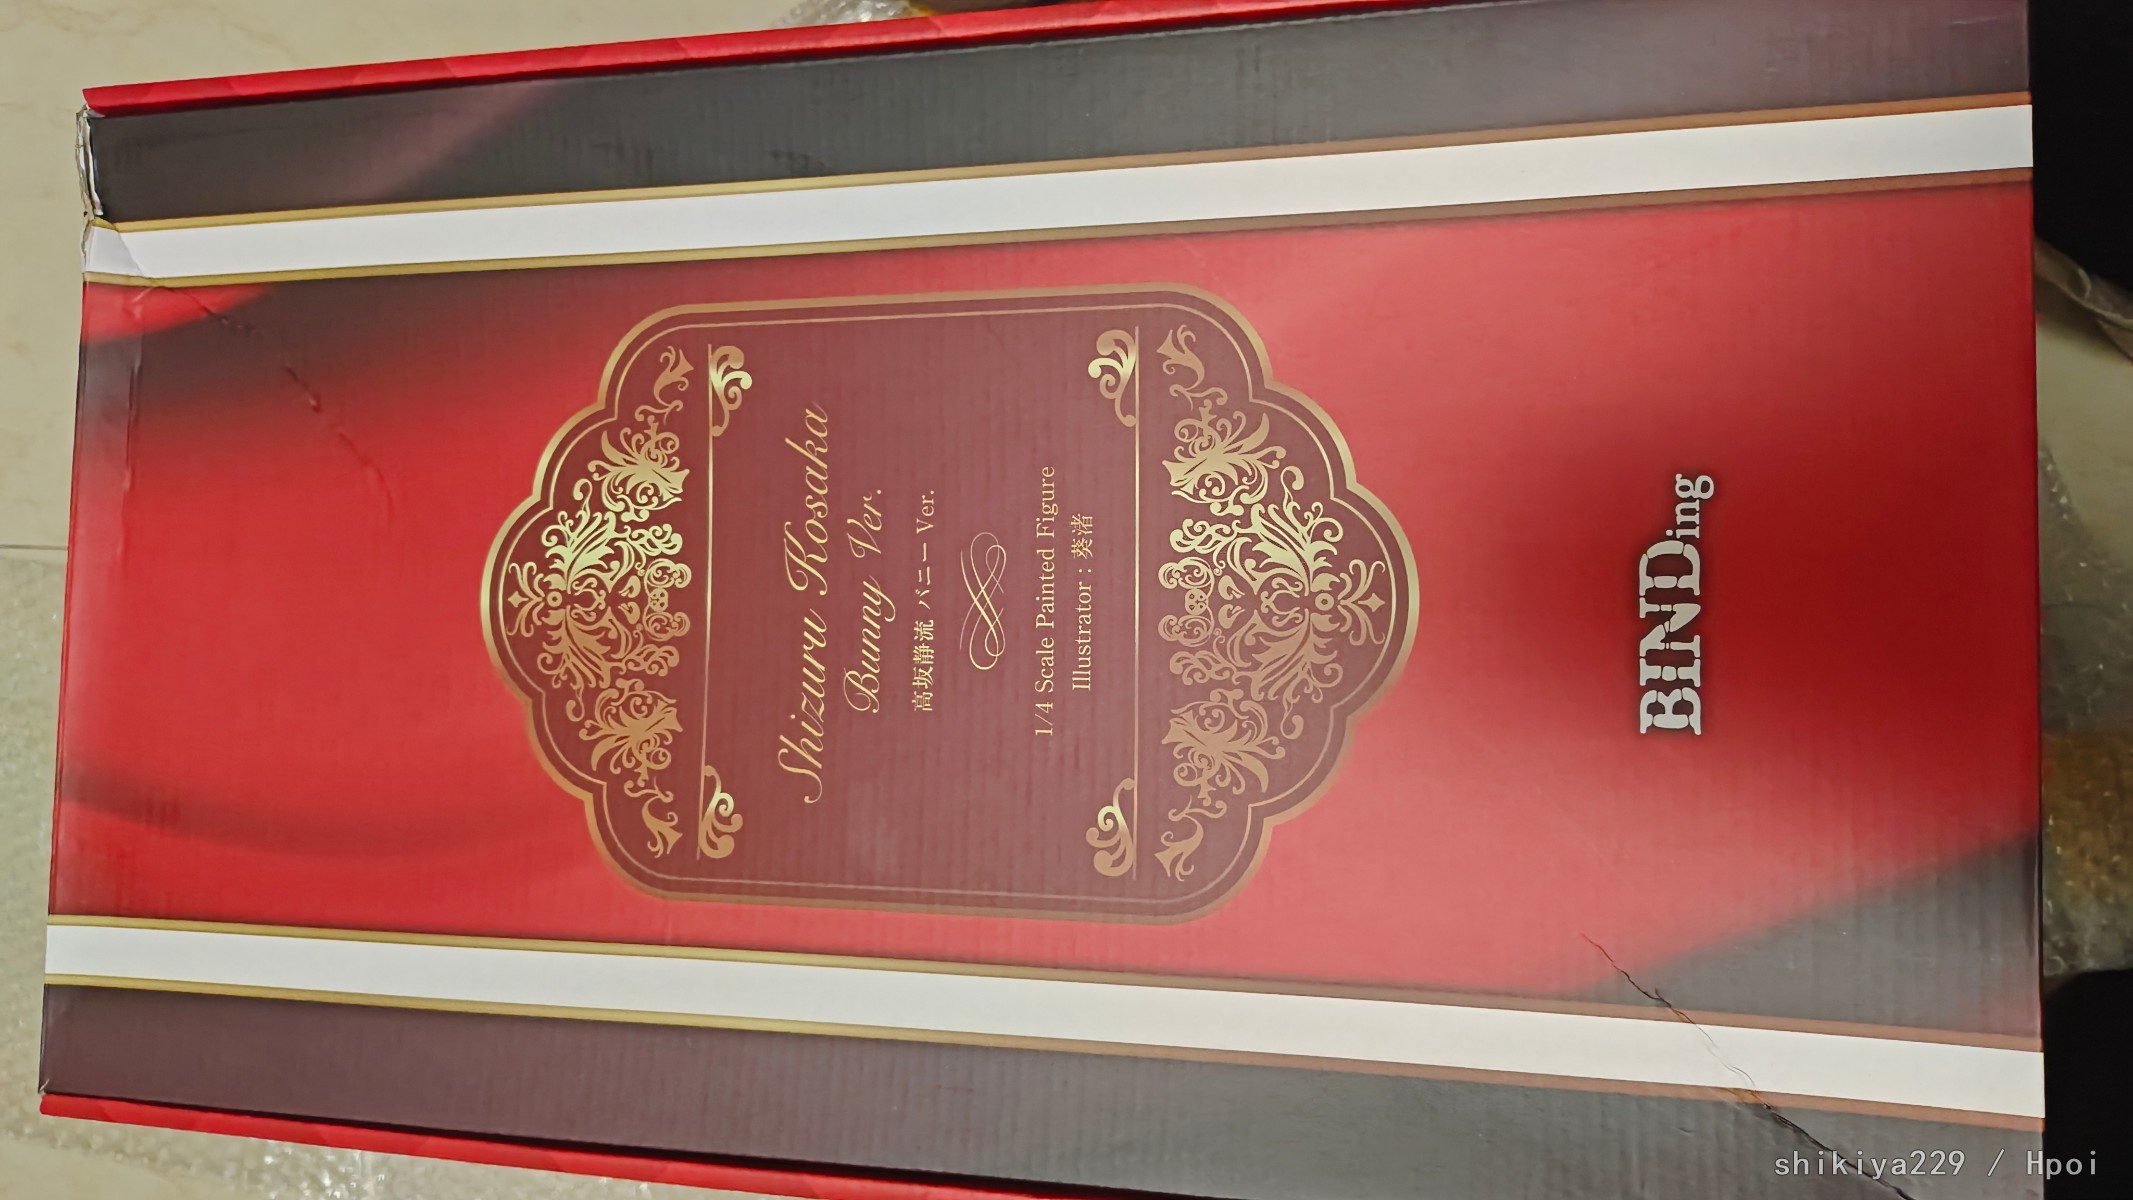 Shizuru Kosaka
Bunny Ver.
高坂静流 バニー Ver.
1/4 Scale Painted Figure
Illustrator : 葵渚
BINDing
shikiya229 / Hpoi